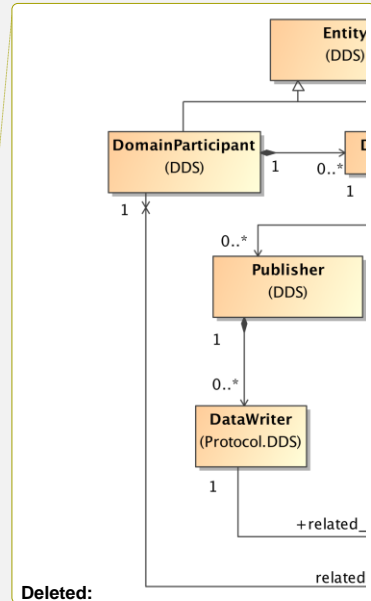 Entity
(DDS)
DomainParticipant
(DDS)
1
0..*
D
1
1
0..*
Publisher
(DDS)
1
0..*
DataWriter
(Protocol.DDS)
1
+related_
related
Deleted: